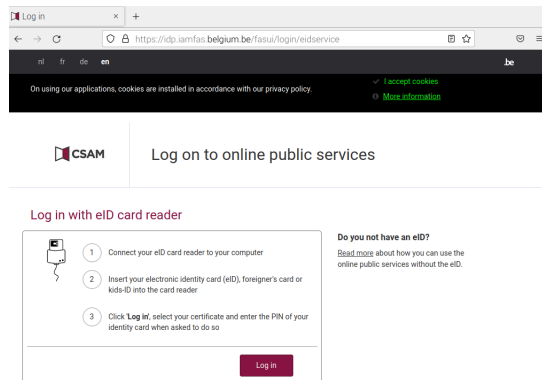 Log in
https://idp.iamfas.belgium.be/fasui/login/eidservice
nl fr de en
.be
On using our applications, cookies are installed in accordance with our privacy policy.
I accept cookies
More information
CSAM
Log on to online public services
Log in with eID card reader
1 Connect your eID card reader to your computer
2 Insert your electronic identity card (eID), foreigner's card or
kids-ID into the card reader
3 Click 'Log in', select your certificate and enter the PIN of your
identity card when asked to do so
Log in
Do you not have an eID?
Read more about how you can use the
online public services without the eID.